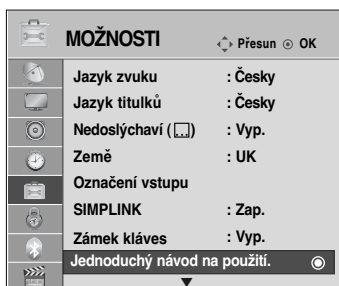 MOŽNOSTI Přesun OK
Jazyk zvuku : Česky
Jazyk titulků : Česky
Nedoslýchaví ( ) : Vyp.
Země : UK
Označení vstupu
SIMPLINK : Zap.
Zámek kláves : Vyp.
Jednoduchý návod na použití.